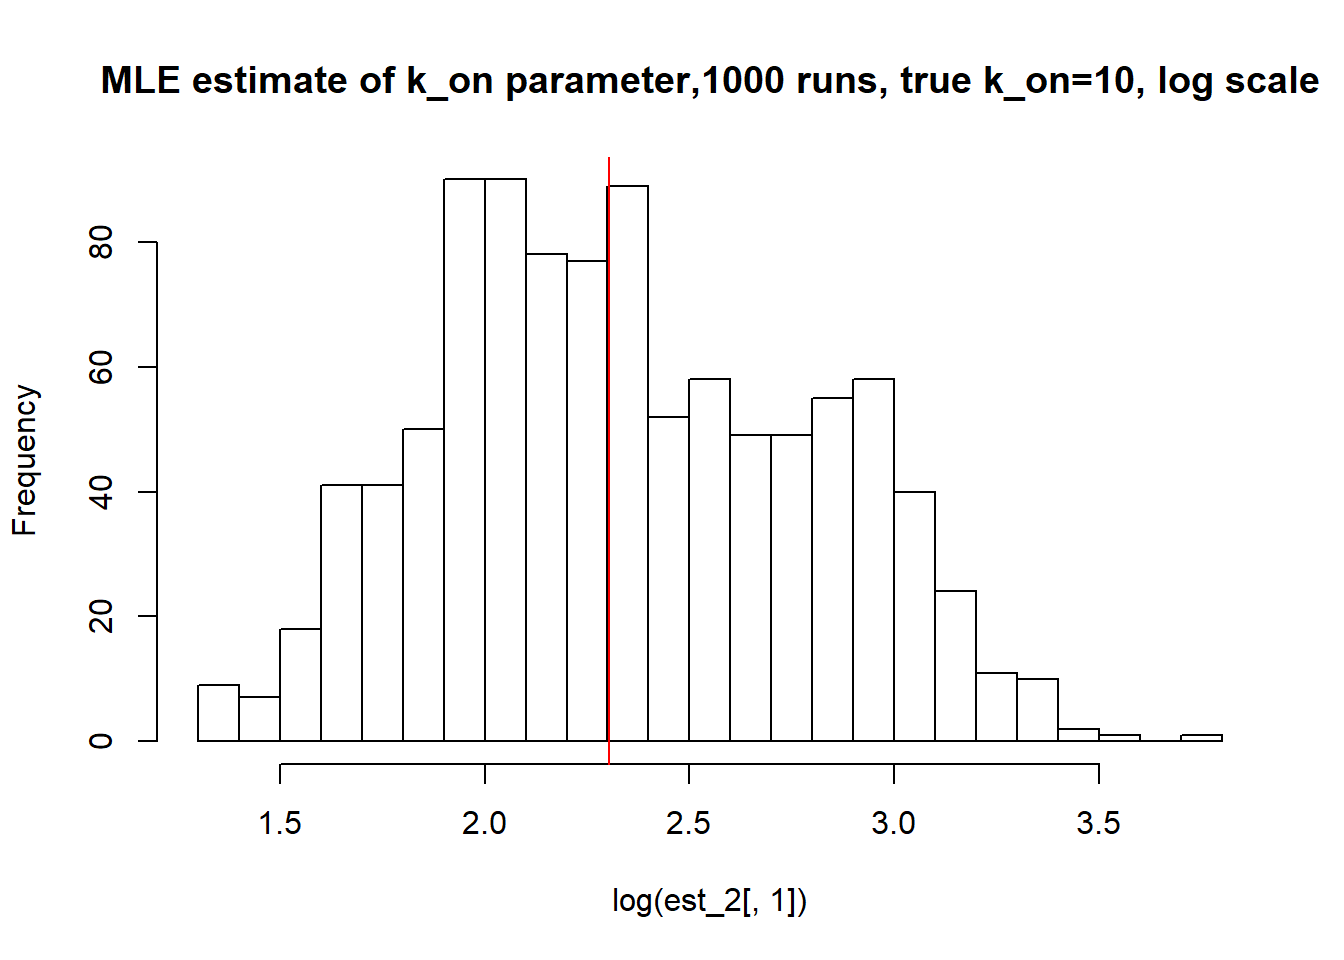 MLE estimate of k_on parameter,1000 runs, true k_on=10, log scale
Frequency
80
60
40
20
0
1.5 2.0 2.5 3.0 3.5
log(est_2[, 1])